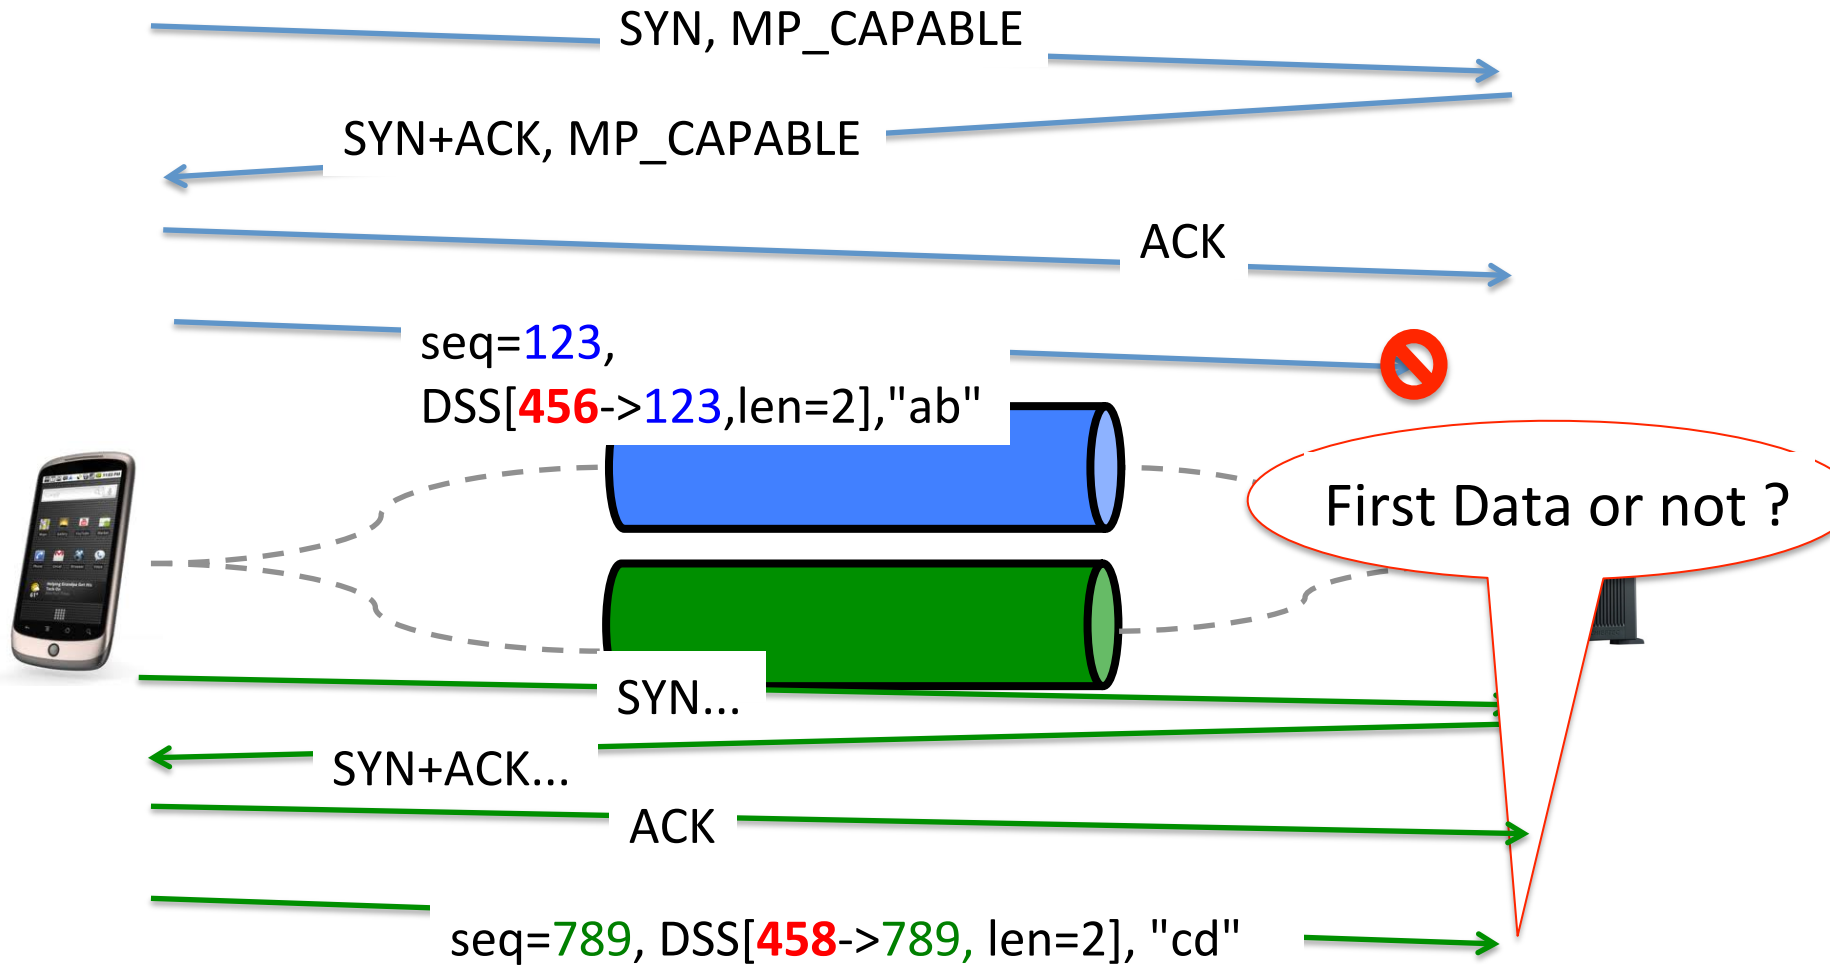 SYN, MP_CAPABLE
SYN+ACK, MP_CAPABLE
ACK
seq=123,
DSS[456->123,len=2],"ab"
First Data or not ?
SYN...
SYN+ACK...
ACK
seq=789, DSS[458->789, len=2], "cd"